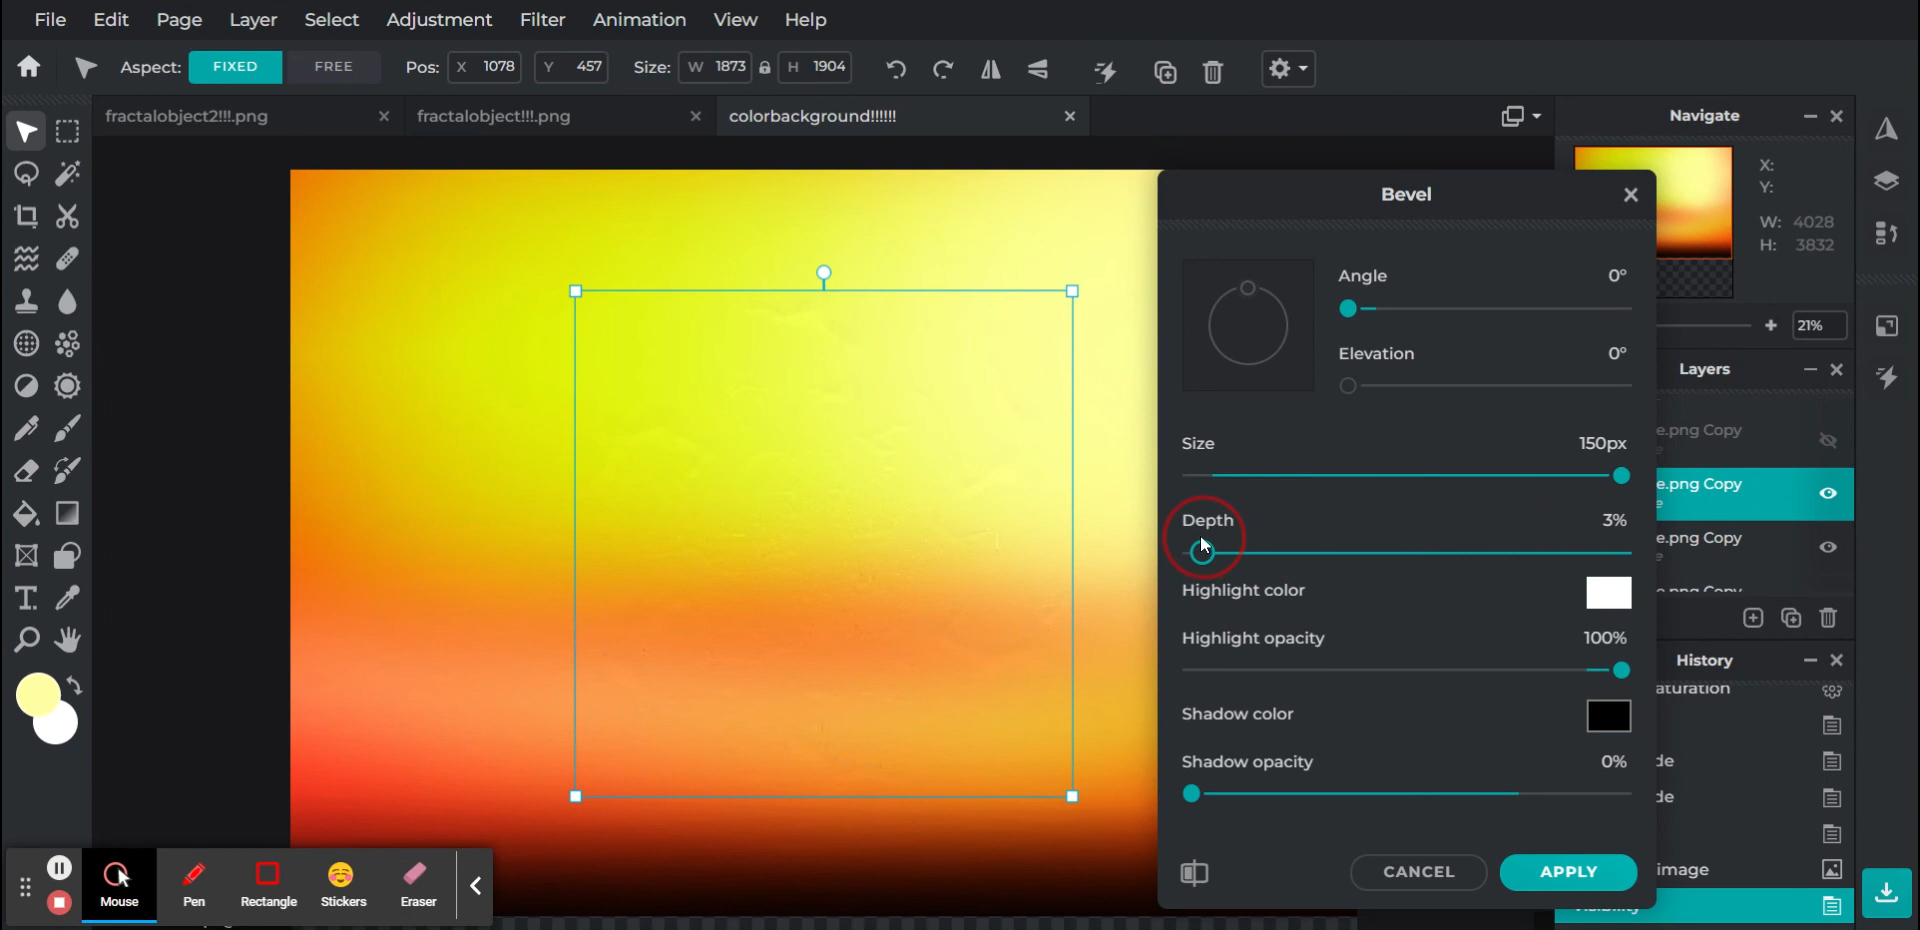 File Edit Page Layer Select Adjustment Filter Animation View Help
Aspect: FIXED FREE Pos: X 1078 Y 457 Size: W 1873 H 1904
fractalobject2!!!.png fractalobject!!!.png colorbackground!!!!!! Navigate
Bevel
X:
Y:
W: 4028
H: 3832
Angle 0°
21%
Elevation 0°
Layers
Size 150px
e.png Copy
e.png Copy
Depth 3%
e.png Copy
Highlight color
Highlight opacity 100%
History
aturation
Shadow color
Shadow opacity 0%
de
de
CANCEL APPLY
image
Mouse Pen Rectangle Stickers Eraser